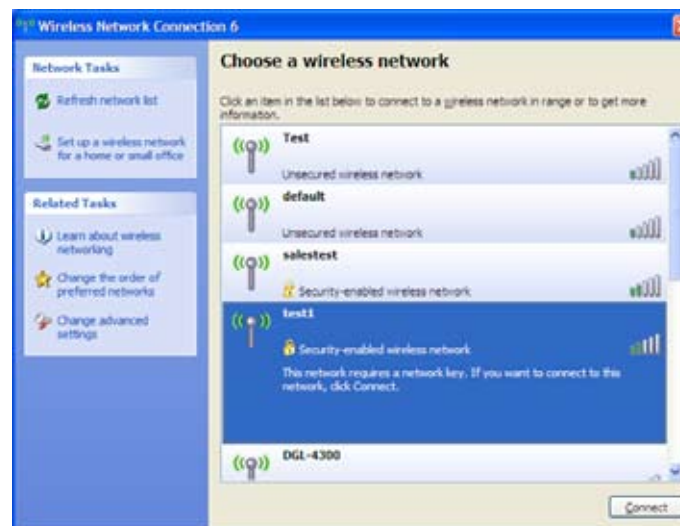 Wireless Network Connection 6
Network Tasks
Refresh network list
Set up a wireless network
for a home or small office
Related Tasks
Learn about wireless
networking
Change the order of
preferred networks
Change advanced
settings
Choose a wireless network
Click an item in the list below to connect to a wireless network in range or to get more
information.
Test
Unsecured wireless network
default
Unsecured wireless network
salestest
Security-enabled wireless network
test1
Security-enabled wireless network
This network requires a network key. If you want to connect to this
network, click Connect.
DGL-4300
Connect